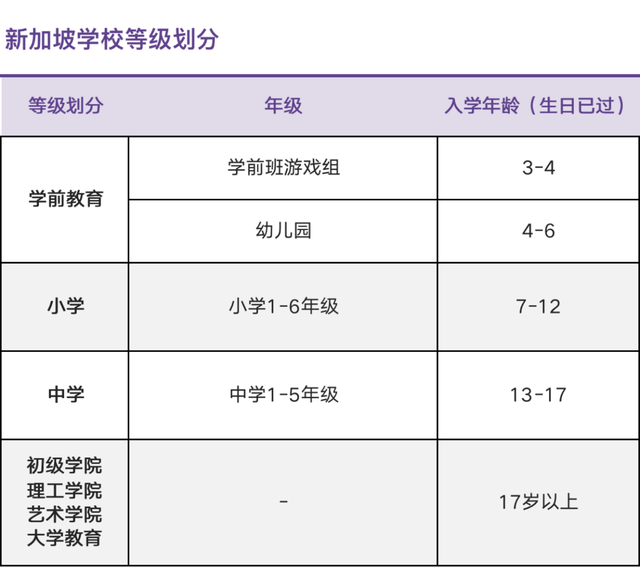 新加坡学校等级划分
等级划分 年级 入学年龄（生日已过）
学前教育
学前班游戏组 3-4
幼儿园 4-6
小学 小学1-6年级 7-12
中学 中学1-5年级 13-17
初级学院
理工学院
艺术学院
大学教育
- 17岁以上